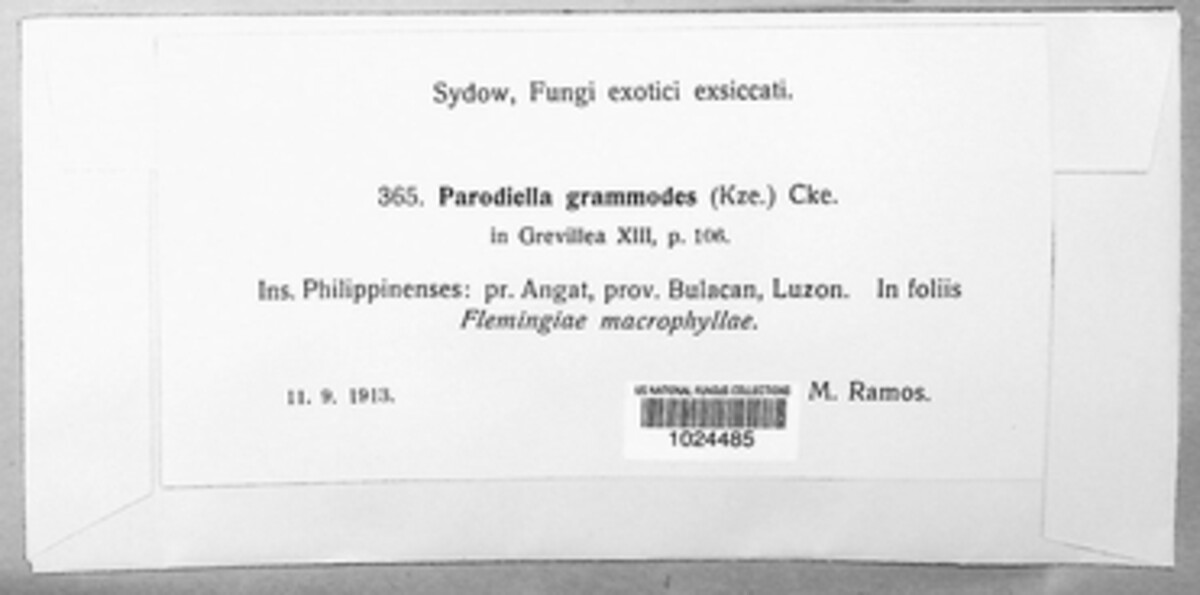 Sydow, Fungi exotici exsiccati.
365. Parodiella grammodes (Kze.) Cke.
in Grevillea XIII, p. 106.
Ins. Philippinenses: pr. Angat, prov. Bulacan, Luzon. In foliis
Flemingiae macrophyllae.
11. 9. 1913.
M. Ramos.
US NATIONAL FUNGUS COLLECTIONS
1024485